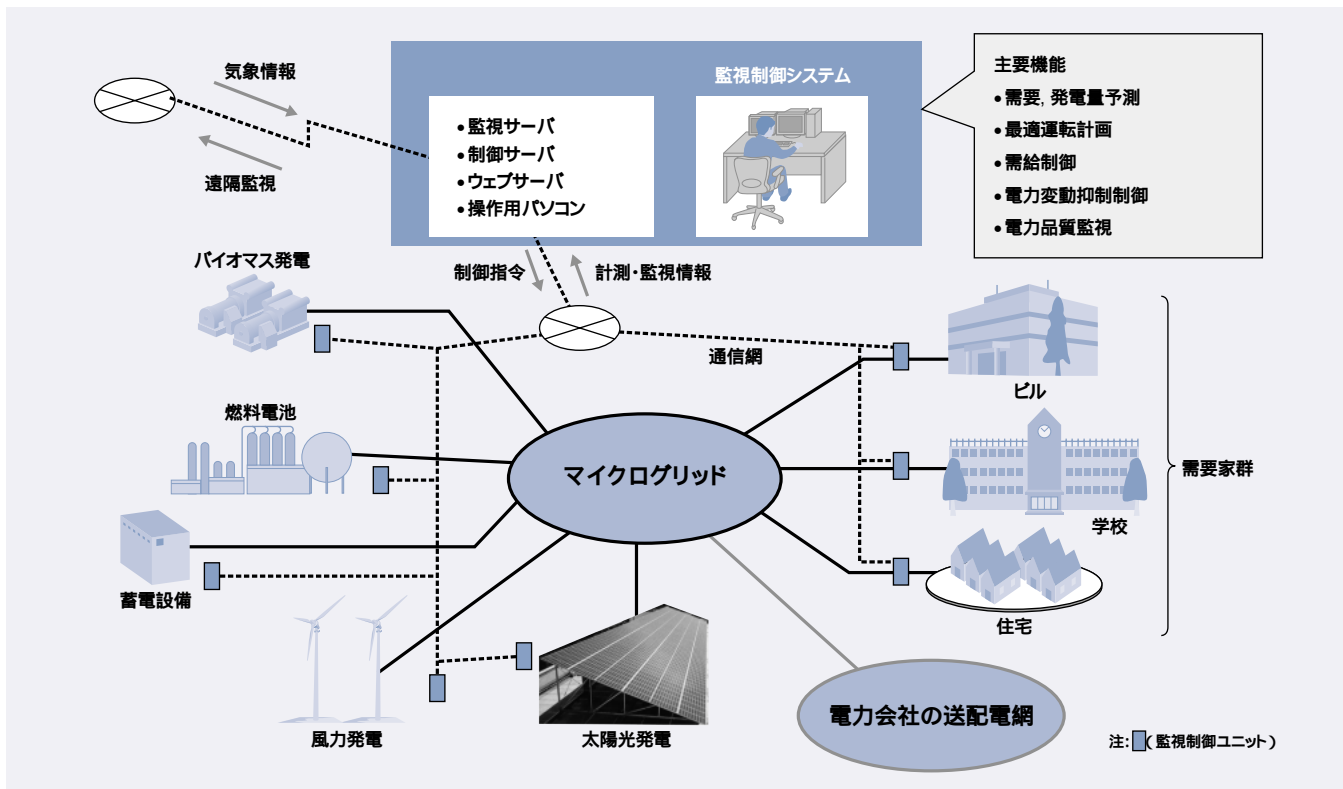 気象情報
遠隔監視
監視制御システム
•監視サーバ
•制御サーバ
•ウェブサーバ
•操作用パソコン
主要機能
•需要, 発電量予測
•最適運転計画
•需給制御
•電力変動抑制制御
•電力品質監視
制御指令
計測・監視情報
バイオマス発電
通信網
ビル
燃料電池
マイクログリッド
需要家群
学校
蓄電設備
住宅
風力発電
太陽光発電
電力会社の送配電網
注:(監視制御ユニット)